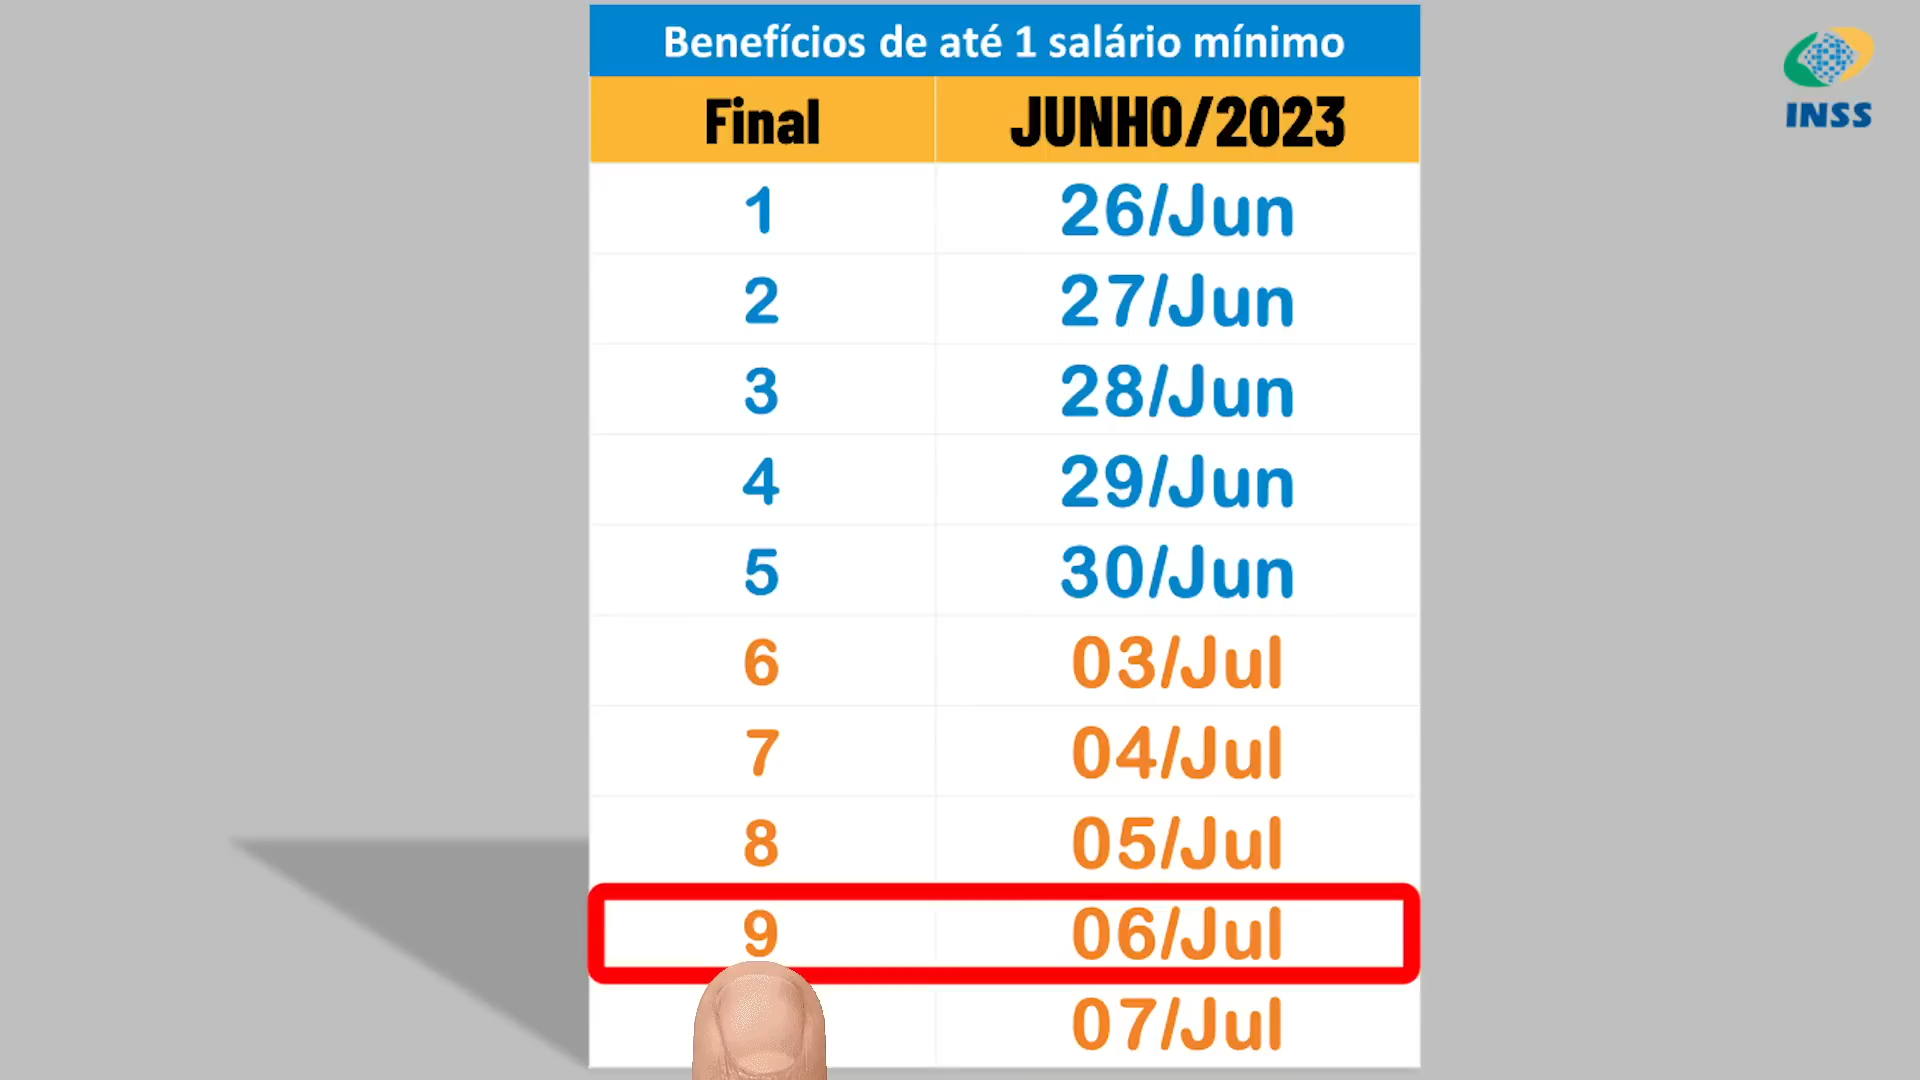 Benefícios de até 1 salário mínimo
INSS
Final JUNHO/2023
1 26/Jun
2 27/Jun
3 28/Jun
4 29/Jun
5 30/Jun
6 03/Jul
7 04/Jul
8 05/Jul
9 06/Jul
07/Jul